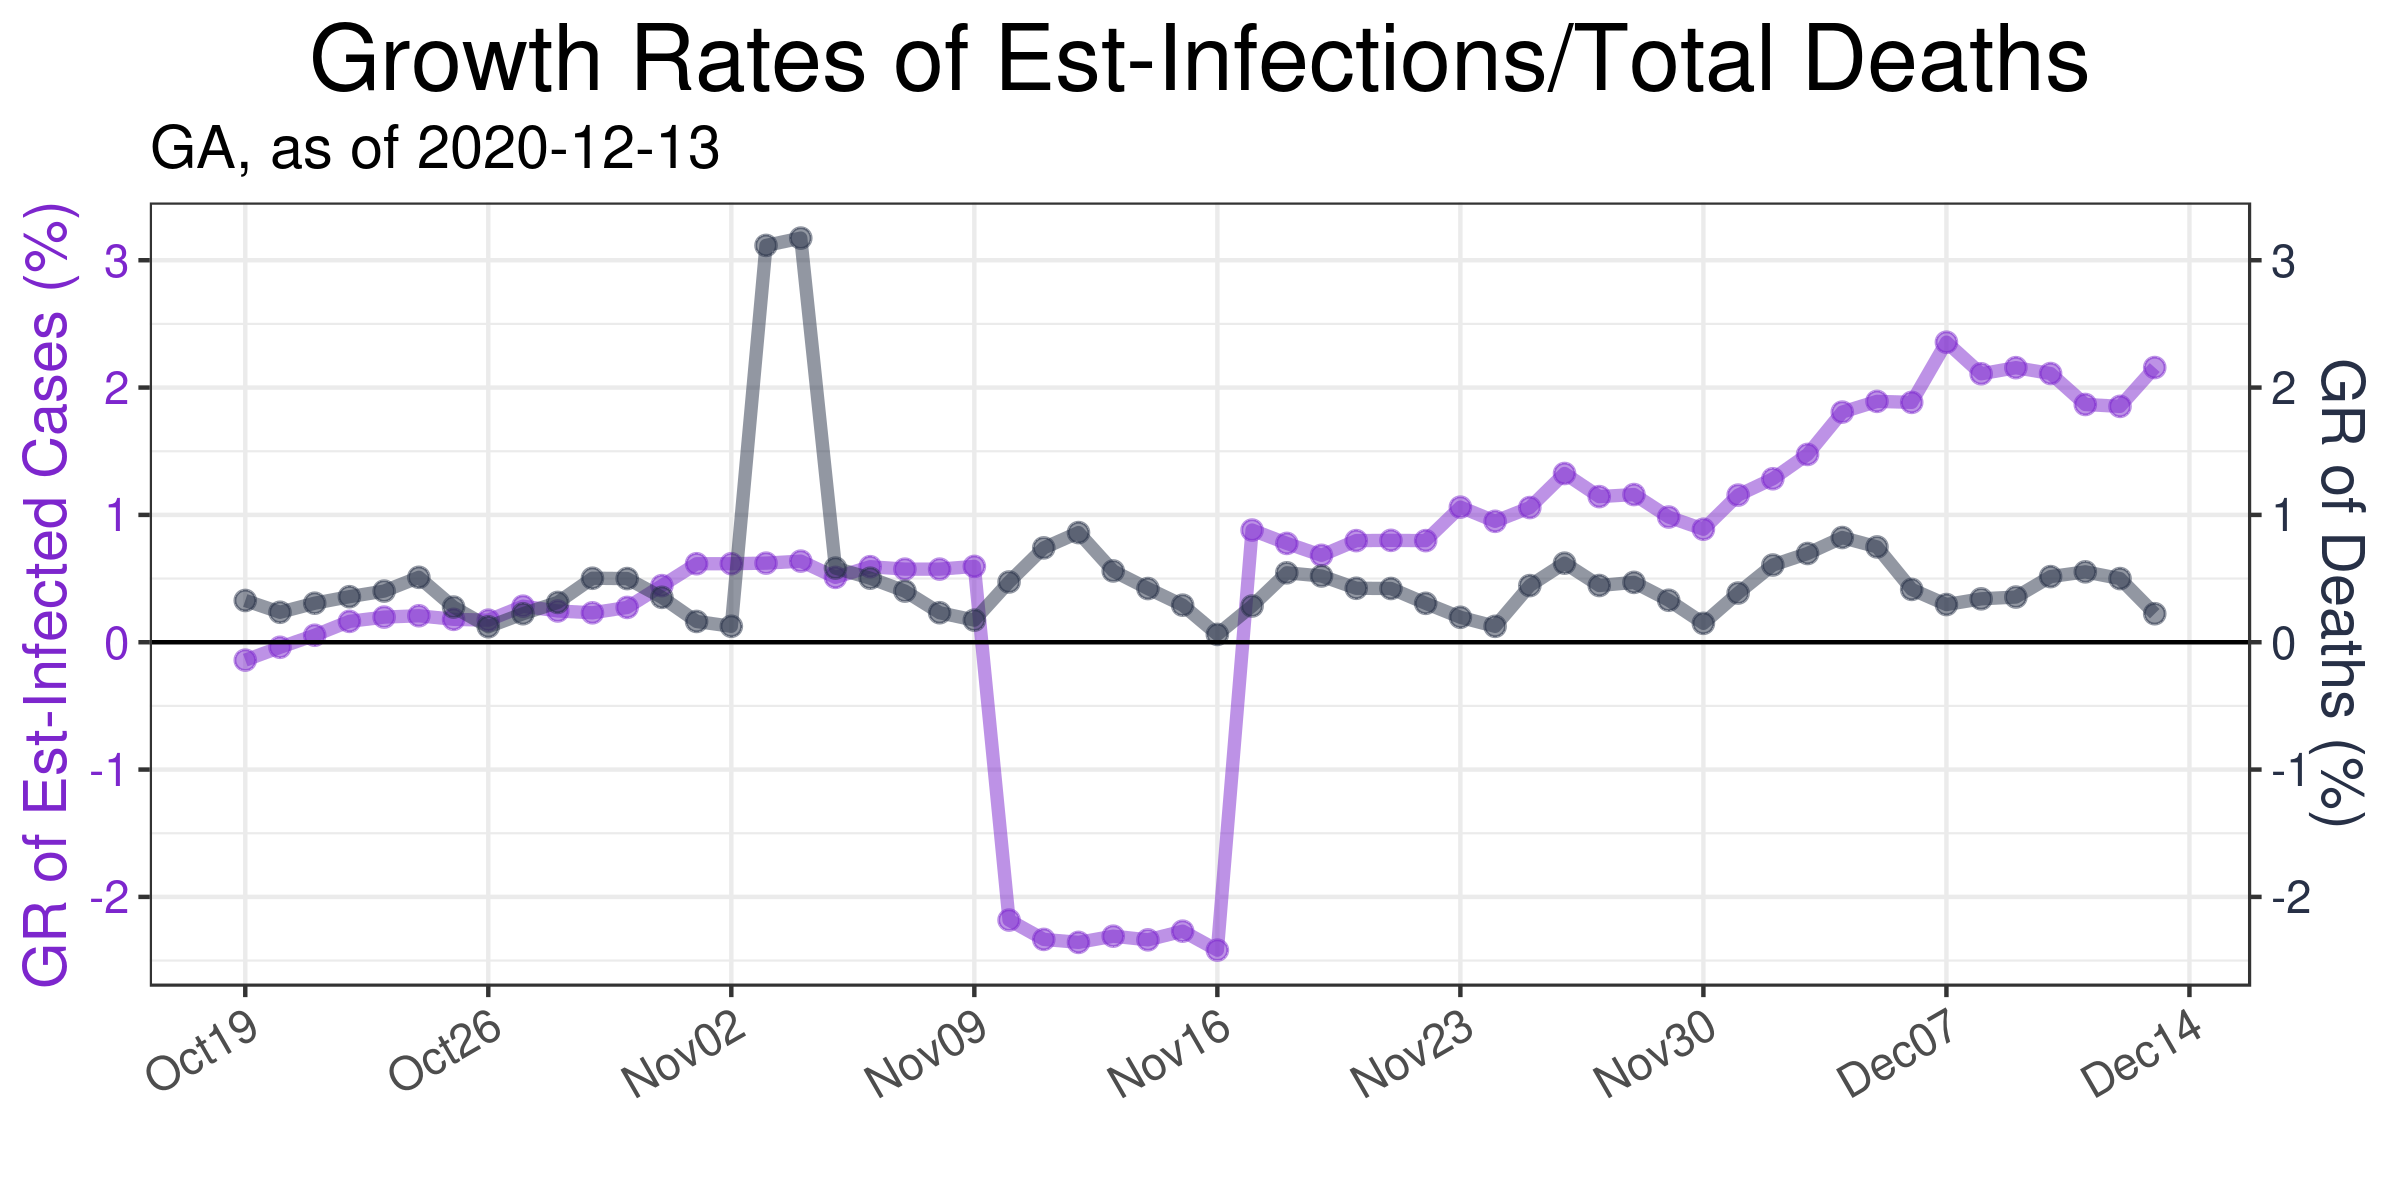 Growth Rates of Est-Infections/Total Deaths
GA, as of 2020-12-13
GR of Est-Infected Cases (%)
3
2
1
0
-1
-2
3
2
1
0
-1
-2
GR of Deaths (%)
Oct19
Oct26
Nov02
Nov09
Nov16
Nov23
Nov30
Dec07
Dec14